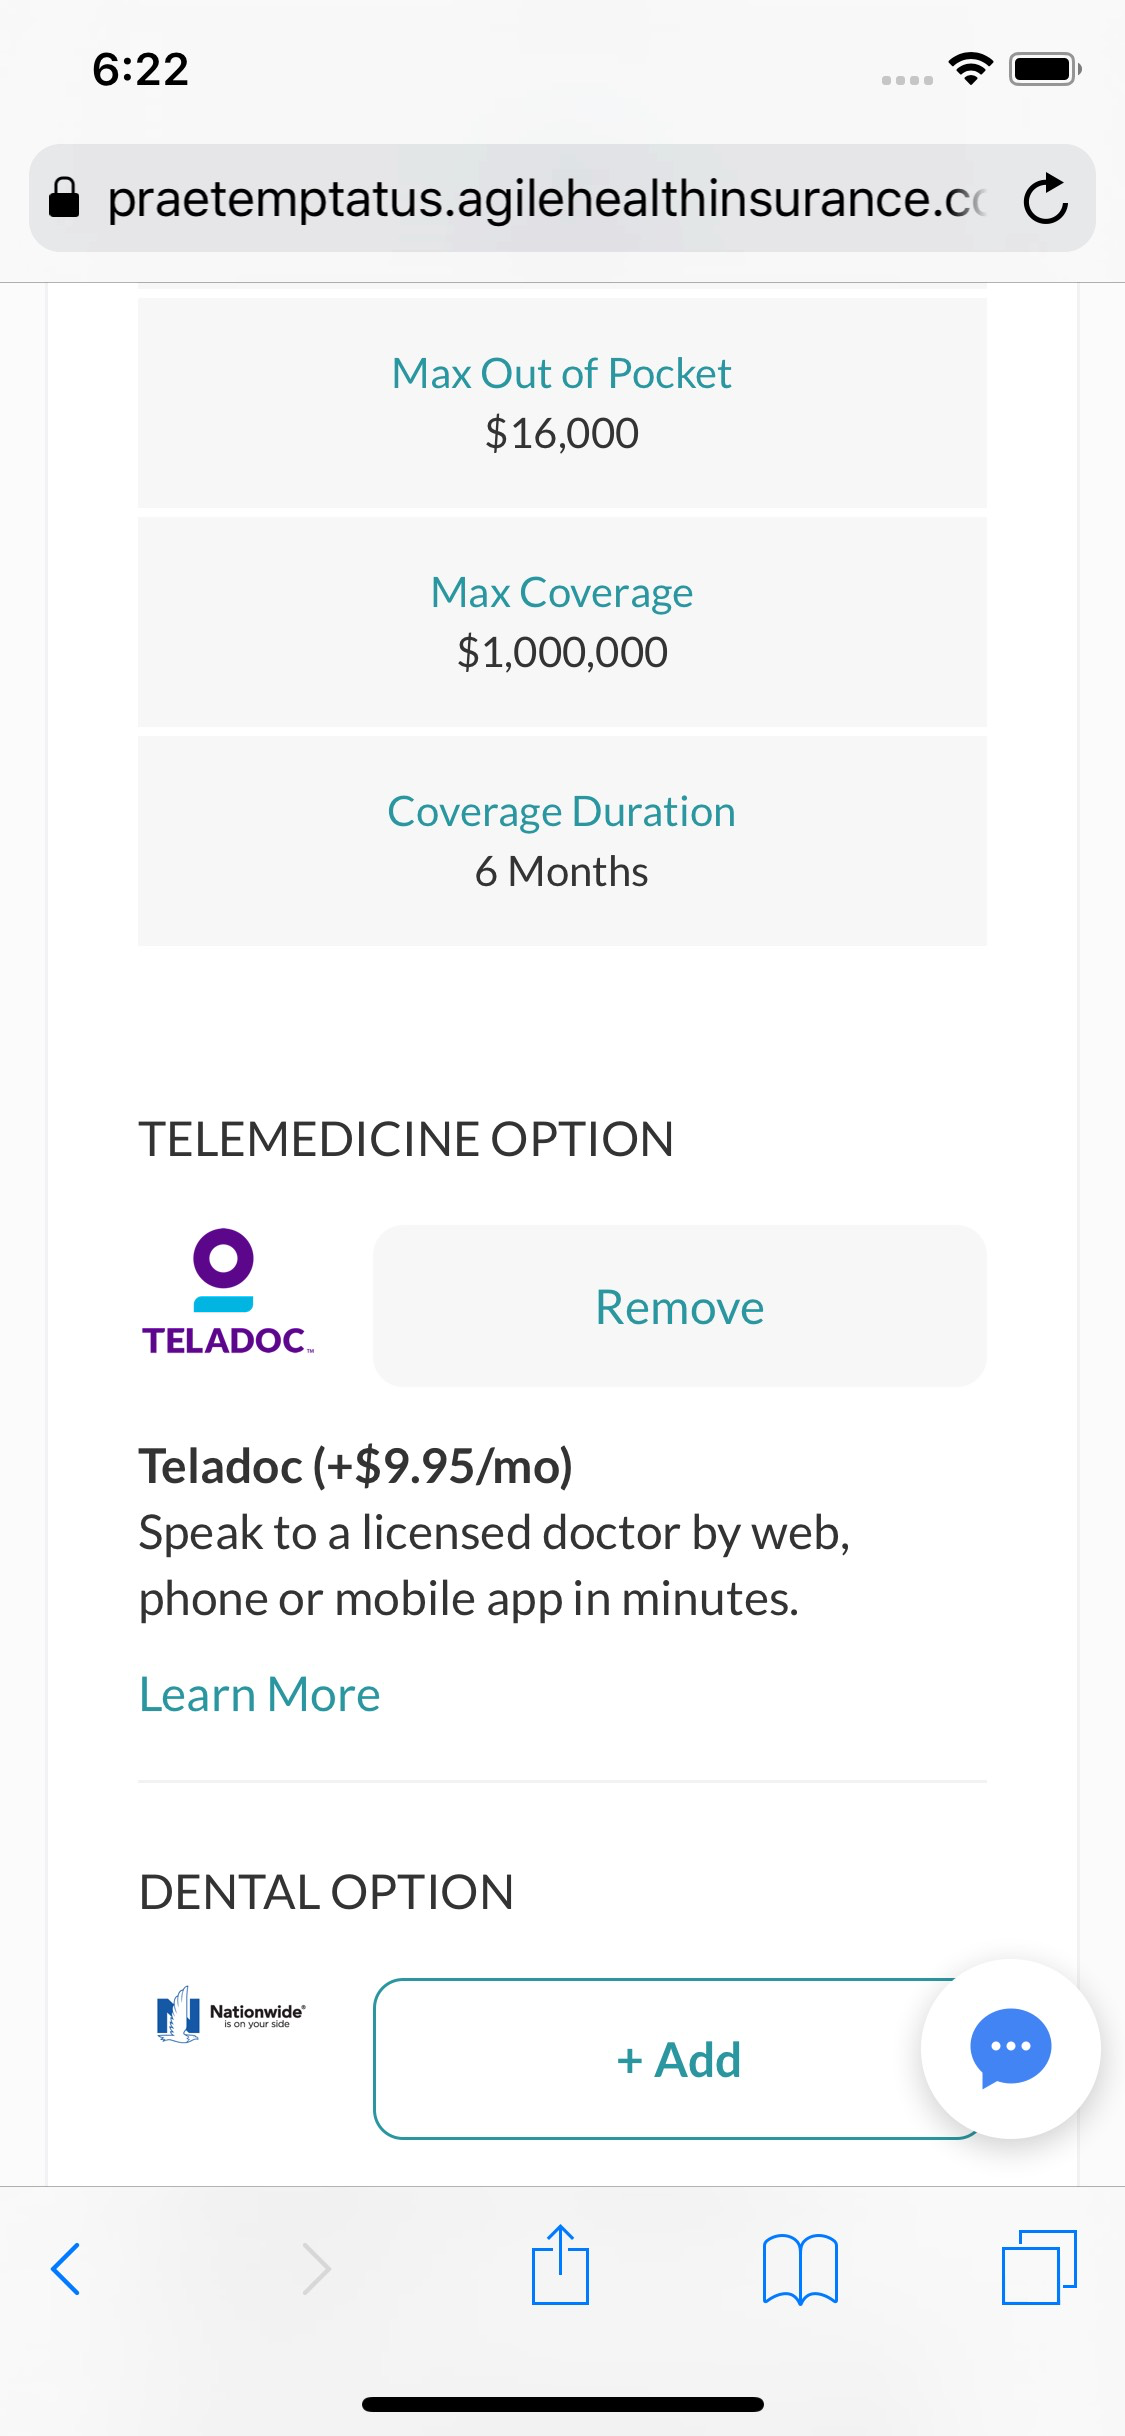 6:22
praetemptatus.agilehealthinsurance.c
Max Out of Pocket
$16,000
Max Coverage
$1,000,000
Coverage Duration
6 Months
TELEMEDICINE OPTION
TELADOC™
Remove
Teladoc (+$9.95/mo)
Speak to a licensed doctor by web,
phone or mobile app in minutes.
Learn More
DENTAL OPTION
Nationwide®
is on your side
+ Add